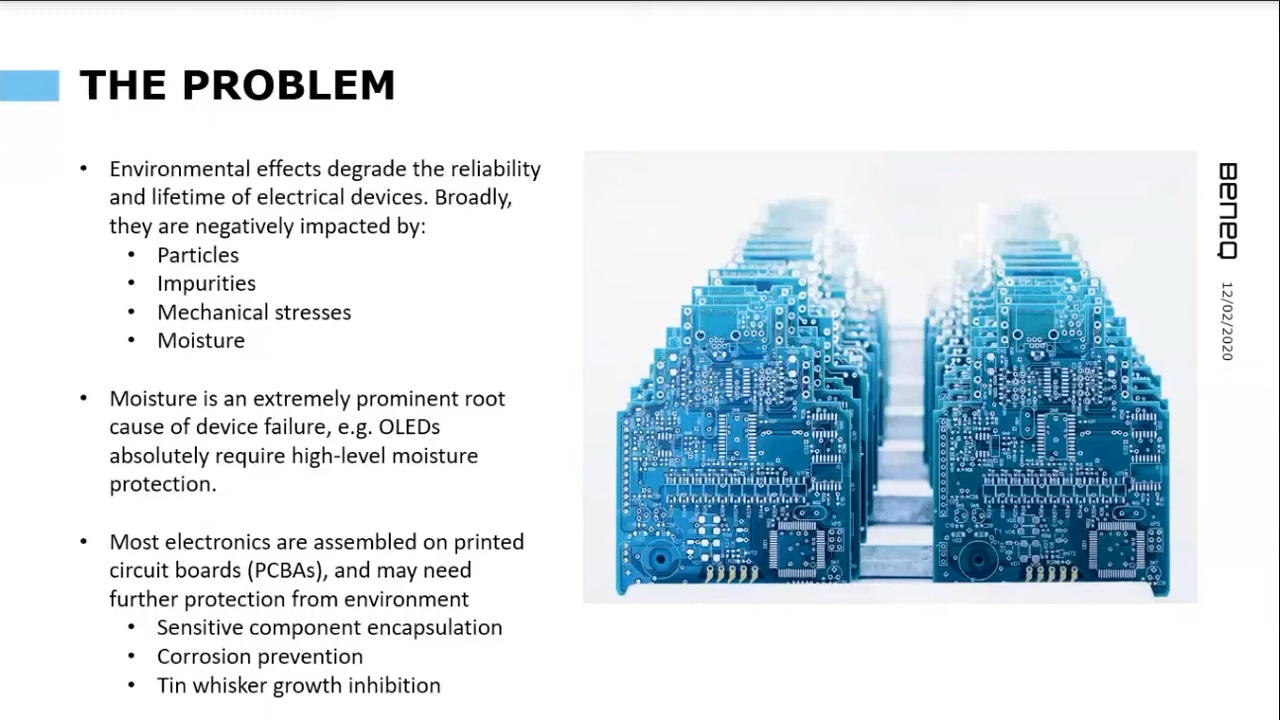 THE PROBLEM
• Environmental effects degrade the reliability
and lifetime of electrical devices. Broadly,
they are negatively impacted by:
• Particles
• Impurities
• Mechanical stresses
• Moisture
• Moisture is an extremely prominent root
cause of device failure, e.g. OLEDs
absolutely require high-level moisture
protection.
• Most electronics are assembled on printed
circuit boards (PCBAs), and may need
further protection from environment
• Sensitive component encapsulation
• Corrosion prevention
• Tin whisker growth inhibition
Beneq
12/02/2020